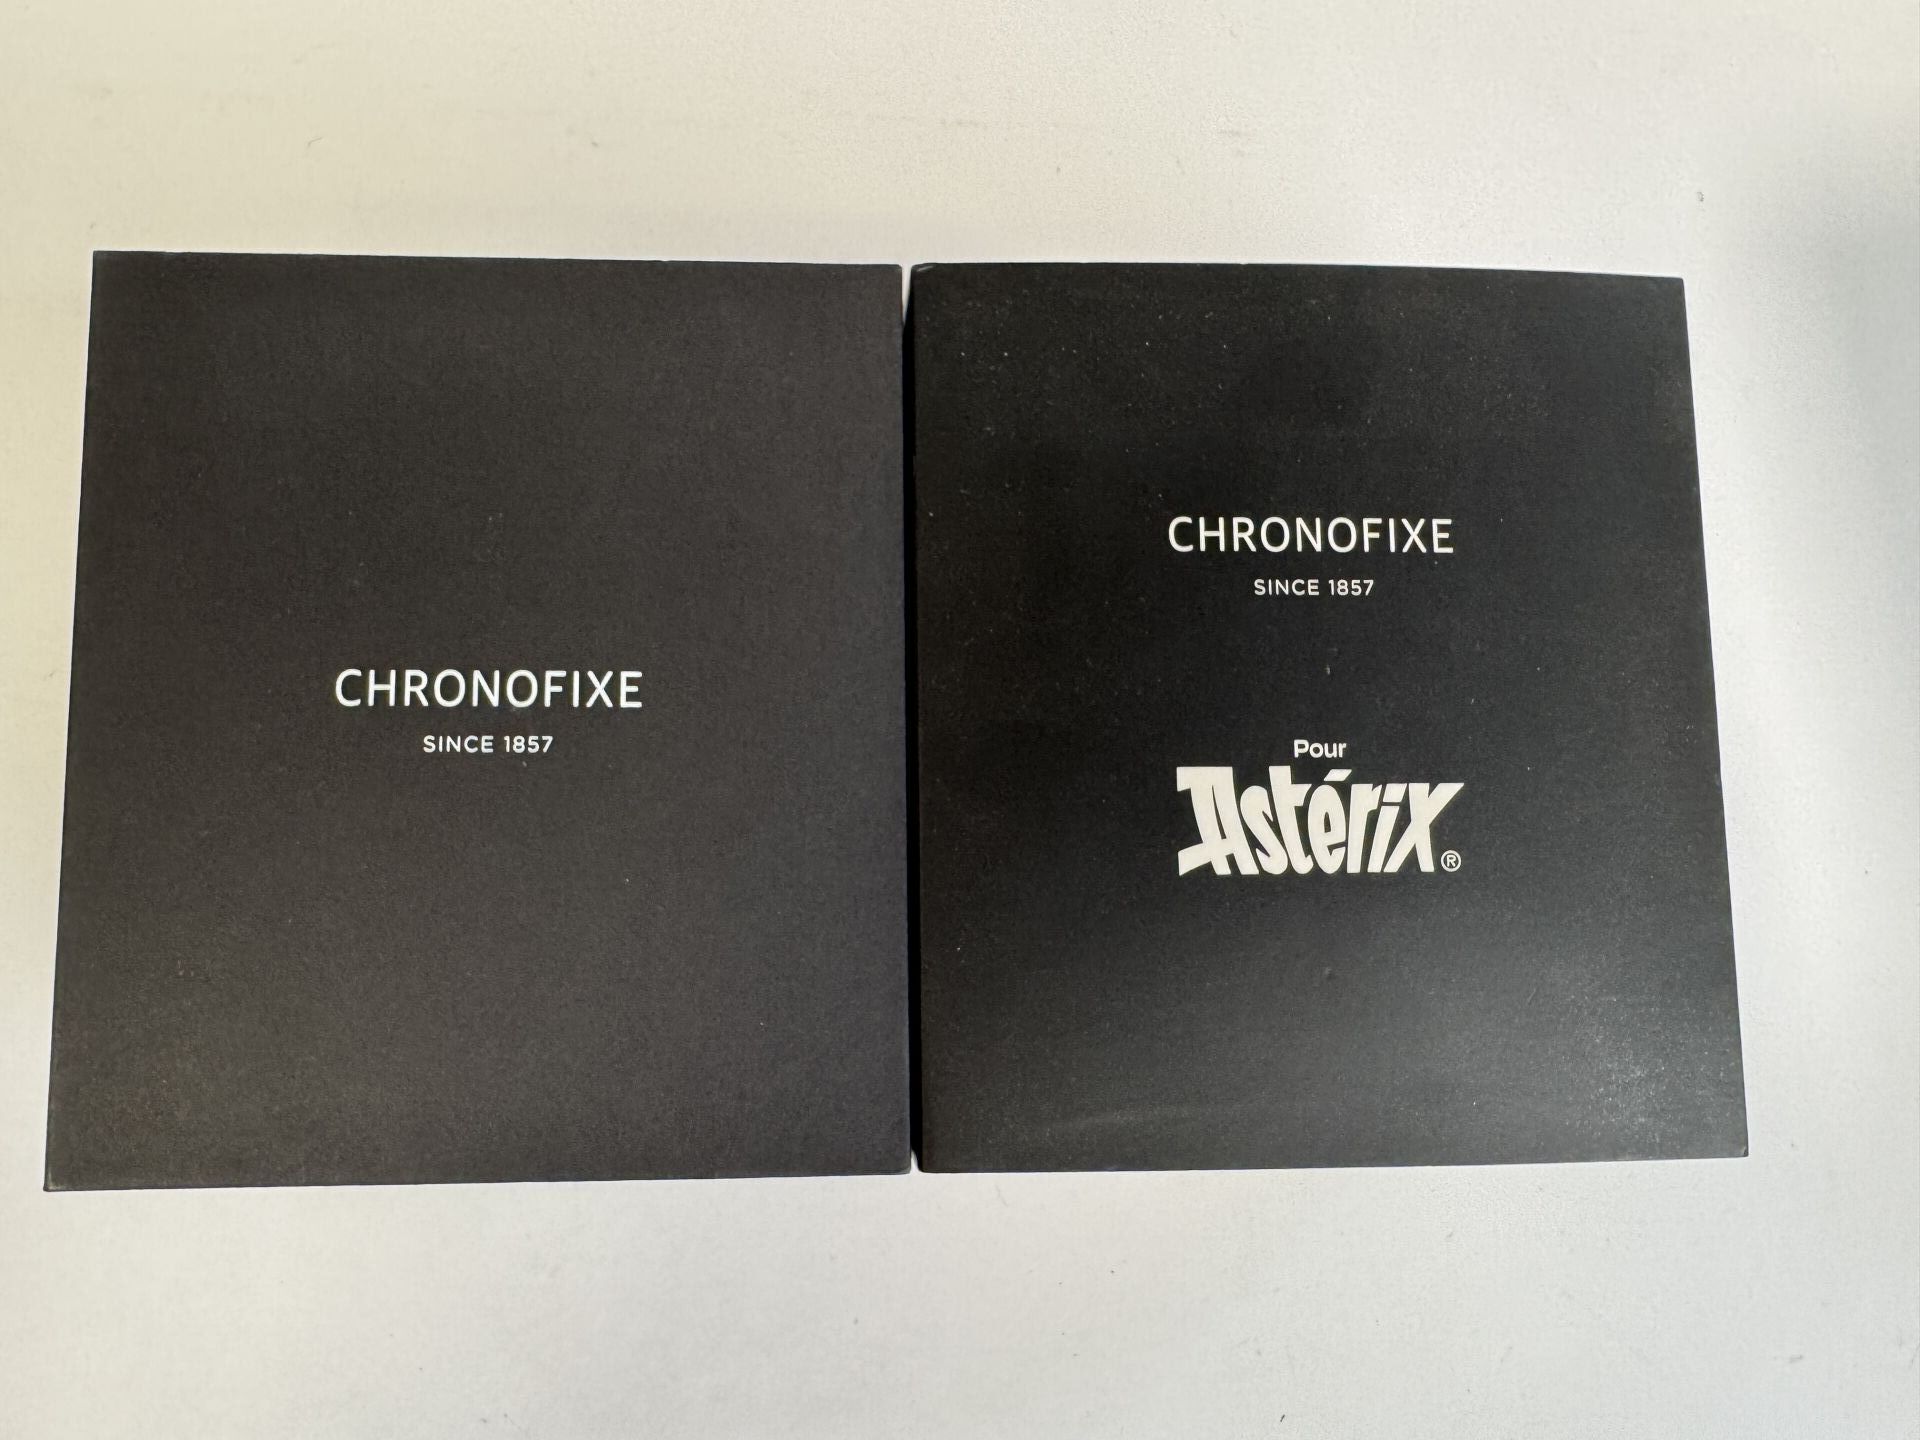 CHRONOFIXE
SINCE 1857
CHRONOFIXE
SINCE 1857
Pour
Astérix®